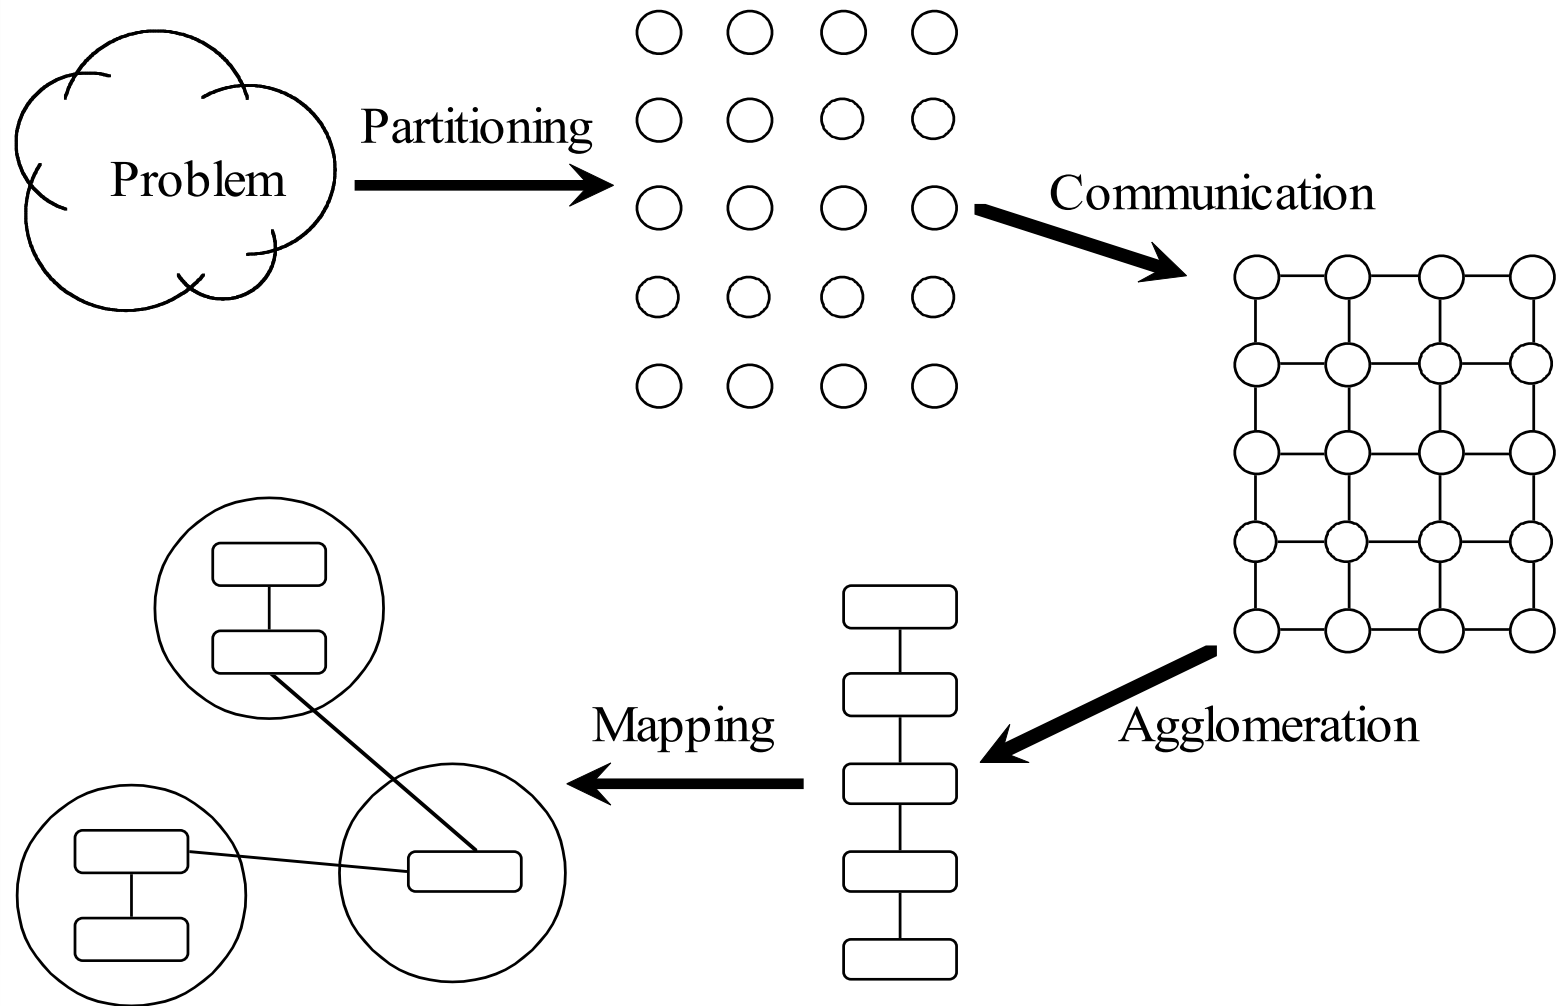 Problem
Partitioning
Communication
Agglomeration
Mapping